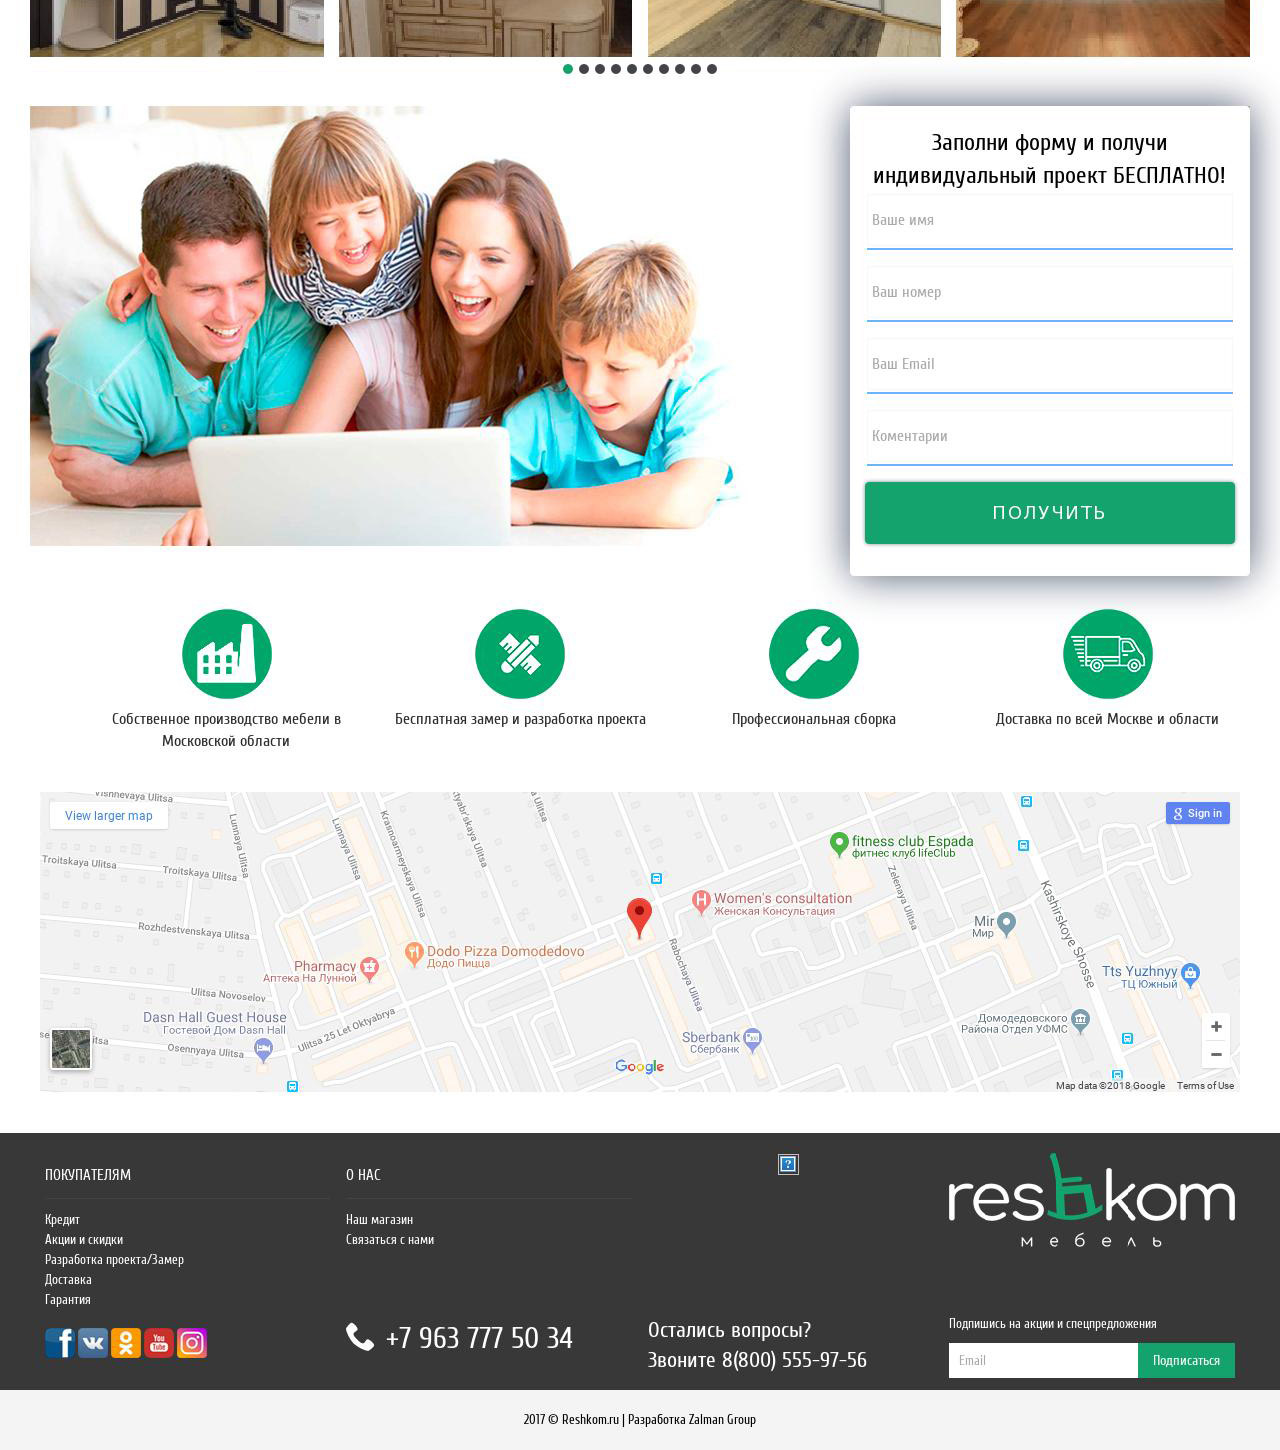 Заполни форму и получи
индивидуальный проект БЕСПЛАТНО!
Ваше имя
Ваш номер
Ваш Email
Коментарии
ПОЛУЧИТЬ
Собственное производство мебели в
Московской области
Бесплатная замер и разработка проекта
Профессиональная сборка
Доставка по всей Москве и области
View larger map
Sign in
Vishnevaya Ulitsa
Lunnaya Ulitsa
Lunnaya Ulitsa
Krasnoarmeyskaya Ulitsa
Troitskaya Ulitsa
Troitskaya Ulitsa
fitness club Espada
фитнес клуб lifeClub
Zelenaya Ulitsa
Kashirskoye Shosse
Women's consultation
Женская Консультация
Mir
Мир
Rozhdestvenskaya Ulitsa
Rabochaya Ulitsa
Dodo Pizza Domodedovo
Додо Пицца
Pharmacy
Аптека На Лунной
Tts Yuzhnyy
ТЦ Южный
Ulitsa Novoselov
Dasn Hall Guest House
Гостевой Дом Dasn Hall
Ulitsa 25 Let Oktyabrya
Osennyaya Ulitsa
Sberbank
Сбербанк
Домодедовского
Района Отдел УФМС
Google
Map data ©2018 Google Terms of Use
ПОКУПАТЕЛЯМ
Кредит
Акции и скидки
Разработка проекта/Замер
Доставка
Гарантия
You
Tube
О НАС
Наш магазин
Связаться с нами
+7 963 777 50 34
Остались вопросы?
Звоните 8(800) 555-97-56
reshkom
мебель
Подпишись на акции и спецпредложения
Email
Подписаться
2017 © Reshkom.ru | Разработка Zalman Group